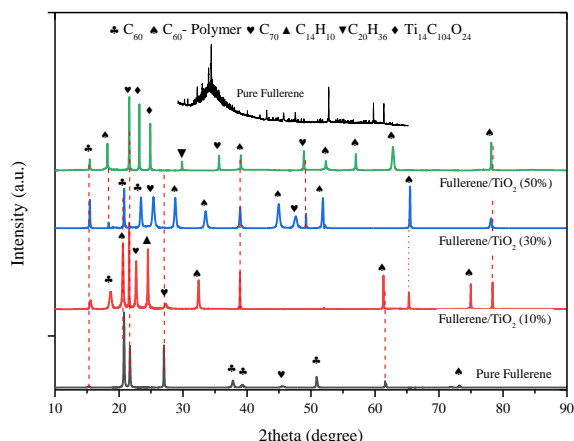 ♣ C₆₀ ♠ C₆₀- Polymer ♥ C₇₀ ▲ C₁₄H₁₀ ▼ C₂₀H₃₆ ♦ Ti₁₄C₁₀₄O₂₄
Pure Fullerene
Fullerene/TiO₂ (50%)
Fullerene/TiO₂ (30%)
Fullerene/TiO₂ (10%)
Pure Fullerene
Intensity (a.u.)
10 20 30 40 50 60 70 80 90
2theta (degree)